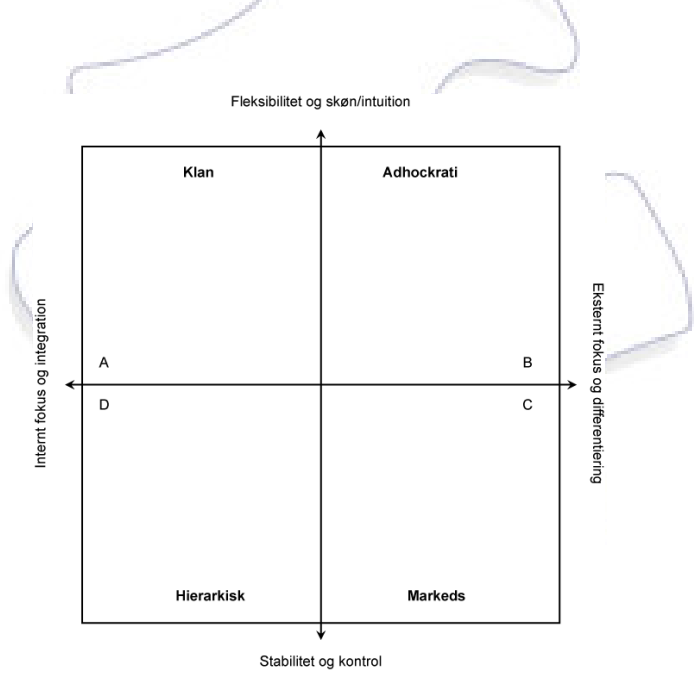 Fleksibilitet og skøn/intuition
Klan
Adhockrati
Internt fokus og integration
Eksternt fokus og differentiering
A
B
D
C
Hierarkisk
Markeds
Stabilitet og kontrol